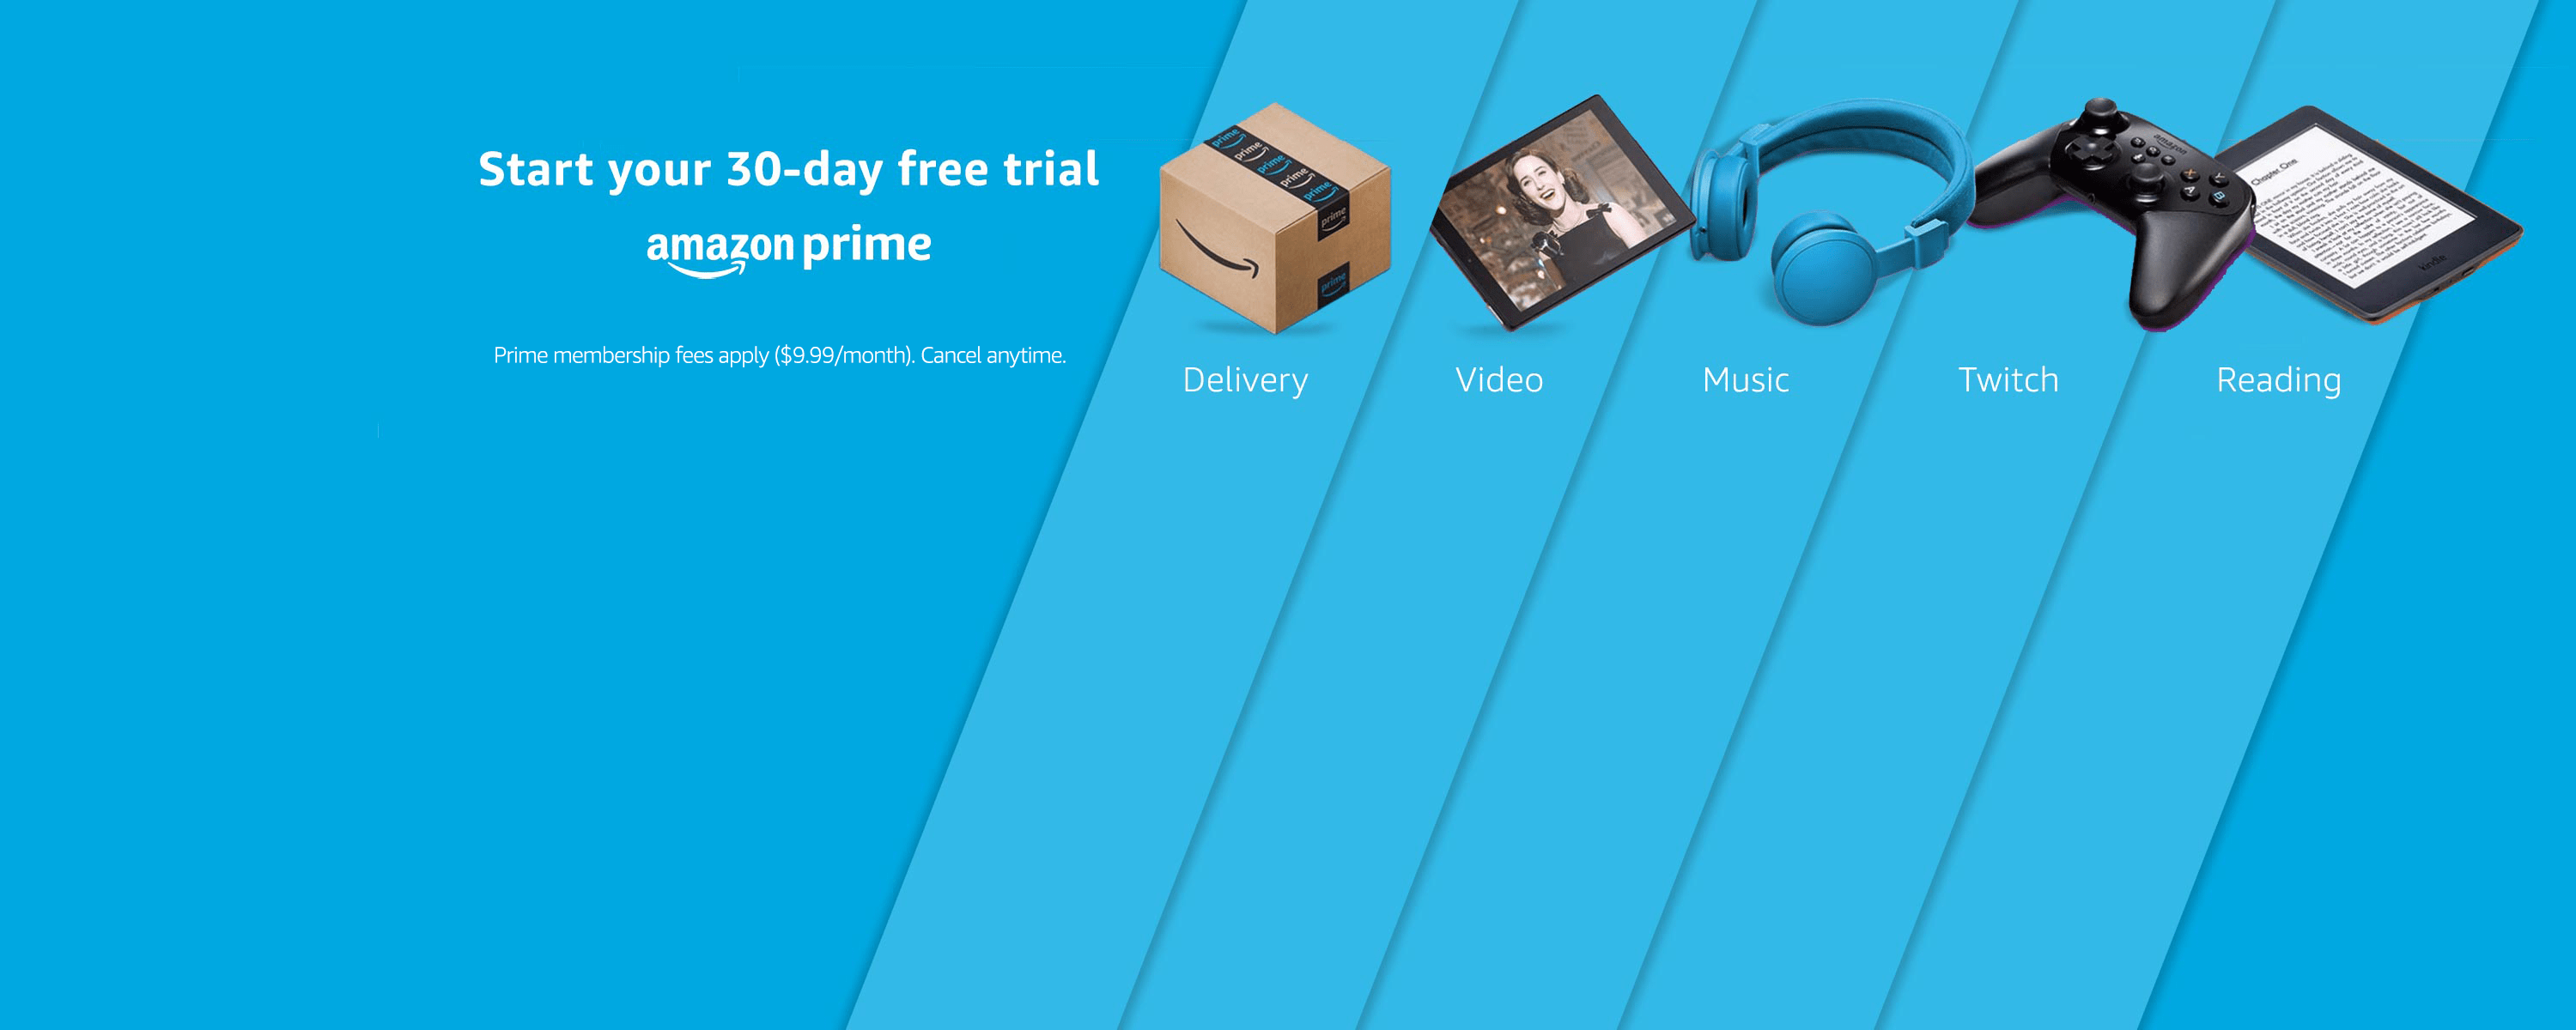 Start your 30-day free trial
amazon prime
Prime membership fees apply ($9.99/month). Cancel anytime.
prime
prime
prime
prime
prime
prime
prime
amazon
X
Y
A
B
Chapter One
kindle
Delivery
Video
Music
Twitch
Reading